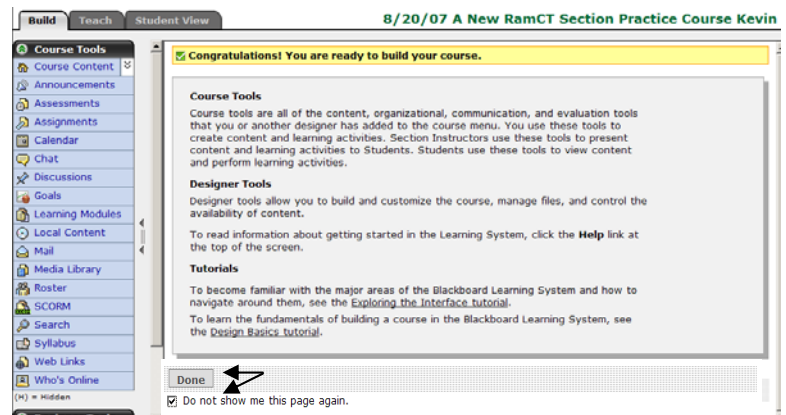 Build Teach Student View
8/20/07 A New RamCT Section Practice Course Kevin
Course Tools
Course Content
Announcements
Assessments
Assignments
Calendar
Chat
Discussions
Goals
Learning Modules
Local Content
Mail
Media Library
Roster
SCORM
Search
Syllabus
Web Links
Who's Online
(H) = Hidden
Congratulations! You are ready to build your course.
Course Tools
Course tools are all of the content, organizational, communication, and evaluation tools
that you or another designer has added to the course menu. You use these tools to
create content and learning activities. Section Instructors use these tools to present
content and learning activities to Students. Students use these tools to view content
and perform learning activities.
Designer Tools
Designer tools allow you to build and customize the course, manage files, and control the
availability of content.
To read information about getting started in the Learning System, click the Help link at
the top of the screen.
Tutorials
To become familiar with the major areas of the Blackboard Learning System and how to
navigate around them, see the Exploring the Interface tutorial.
To learn the fundamentals of building a course in the Blackboard Learning System, see
the Design Basics tutorial.
Done
Do not show me this page again.